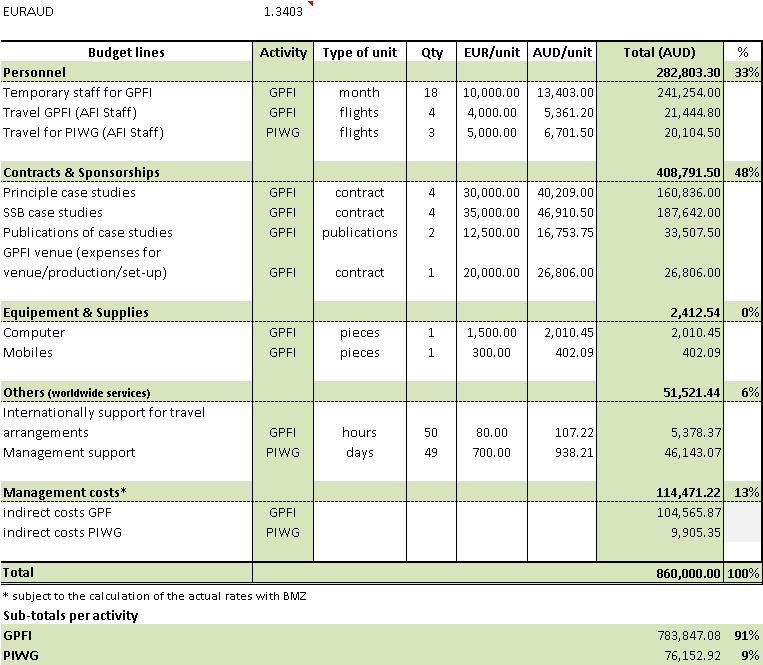 EURAUD 1.3403
Budget lines Activity Type of unit Qty EUR/unit AUD/unit Total (AUD) %
Personnel 282,803.30 33%
Temporary staff for GPFI GPFI month 18 10,000.00 13,403.00 241,254.00
Travel GPFI (AFI Staff) GPFI flights 4 4,000.00 5,361.20 21,444.80
Travel for PIWG (AFI Staff) PIWG flights 3 5,000.00 6,701.50 20,104.50
Contracts & Sponsorships 408,791.50 48%
Principle case studies GPFI contract 4 30,000.00 40,209.00 160,836.00
SSB case studies GPFI contract 4 35,000.00 46,910.50 187,642.00
Publications of case studies GPFI publications 2 12,500.00 16,753.75 33,507.50
GPFI venue (expenses for
venue/production/set-up) GPFI contract 1 20,000.00 26,806.00 26,806.00
Equipement & Supplies 2,412.54 0%
Computer GPFI pieces 1 1,500.00 2,010.45 2,010.45
Mobiles GPFI pieces 1 300.00 402.09 402.09
Others (worldwide services) 51,521.44 6%
Internationally support for travel
arrangements GPFI hours 50 80.00 107.22 5,378.37
Management support PIWG days 49 700.00 938.21 46,143.07
Management costs* 114,471.22 13%
indirect costs GPF GPFI 104,565.87
indirect costs PIWG PIWG 9,905.35
Total 860,000.00 100%
* subject to the calculation of the actual rates with BMZ
Sub-totals per activity
GPFI 783,847.08 91%
PIWG 76,152.92 9%